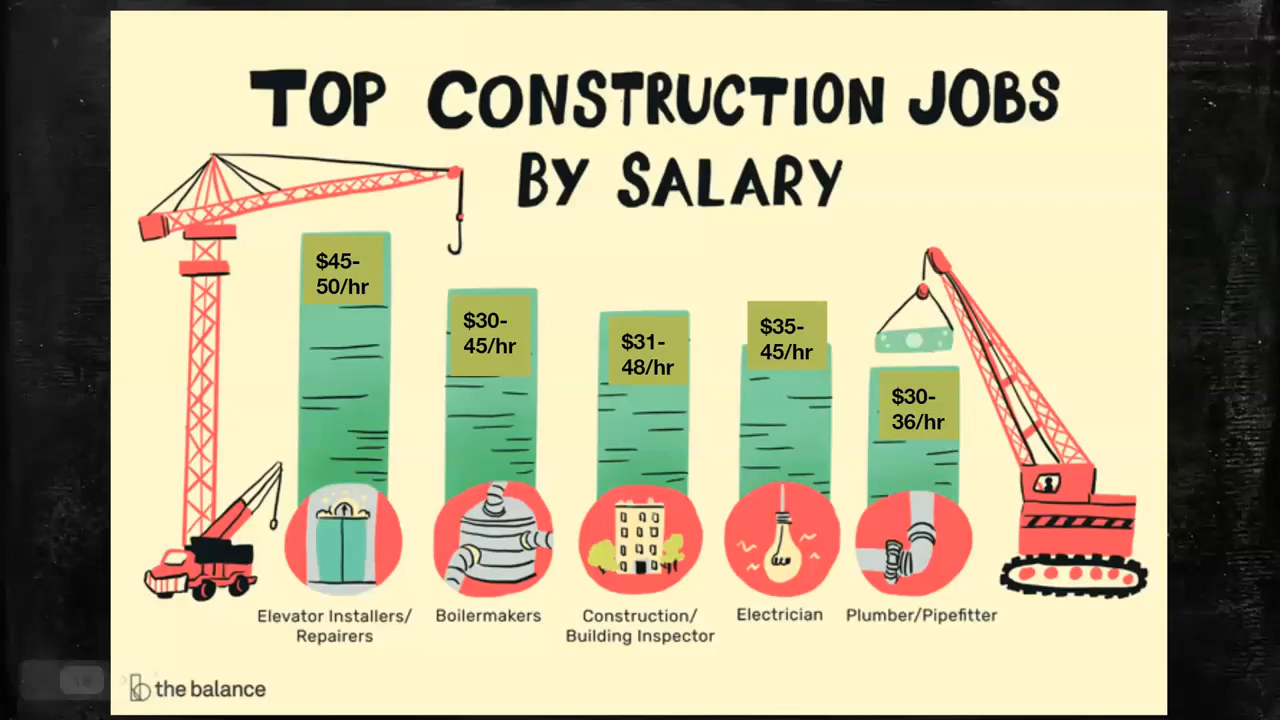 TOP CONSTRUCTION JOBS
BY SALARY
$45-
50/hr
$30-
45/hr
$31-
48/hr
$35-
45/hr
$30-
36/hr
Elevator Installers/
Repairers
Boilermakers
Construction/
Building Inspector
Electrician
Plumber/Pipefitter
the balance